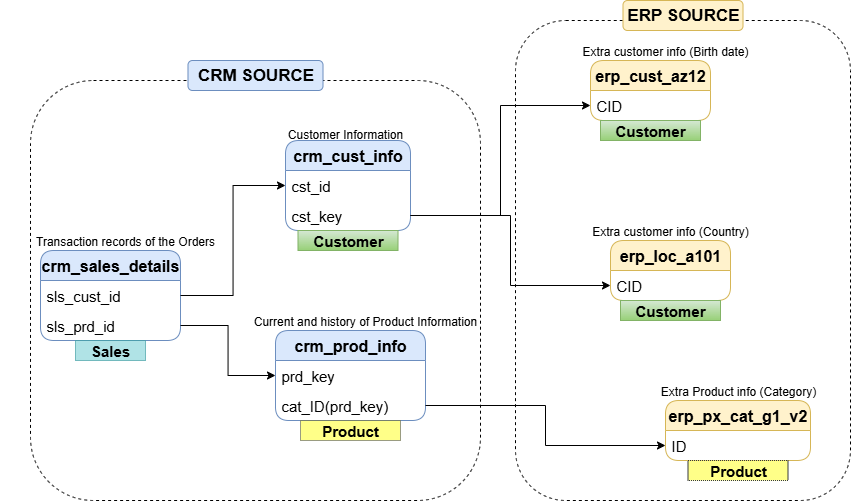 ERP SOURCE
CRM SOURCE
Extra customer info (Birth date)
erp_cust_az12
CID
Customer
Customer Information
crm_cust_info
cst_id
cst_key
Customer
Extra customer info (Country)
erp_loc_a101
CID
Customer
Transaction records of the Orders
crm_sales_details
sls_cust_id
sls_prd_id
Sales
Current and history of Product Information
crm_prod_info
prd_key
cat_ID(prd_key)
Product
Extra Product info (Category)
erp_px_cat_g1_v2
ID
Product